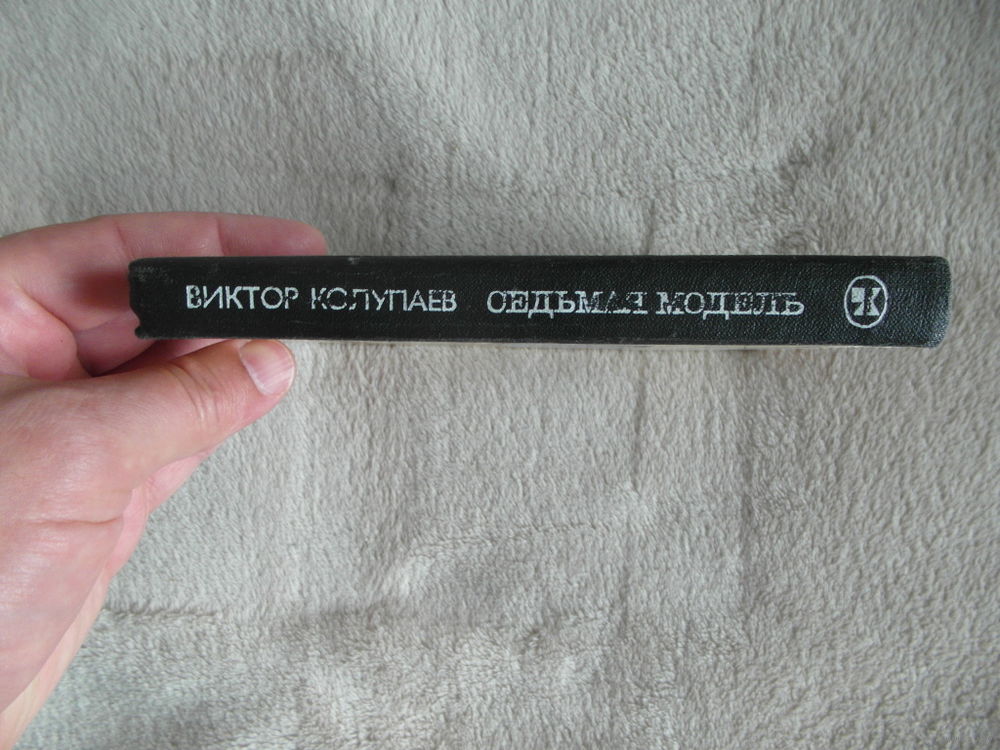 ВИКТОР КОЛУПАЕВ СЕДЬМАЯ МОДЕЛЬ